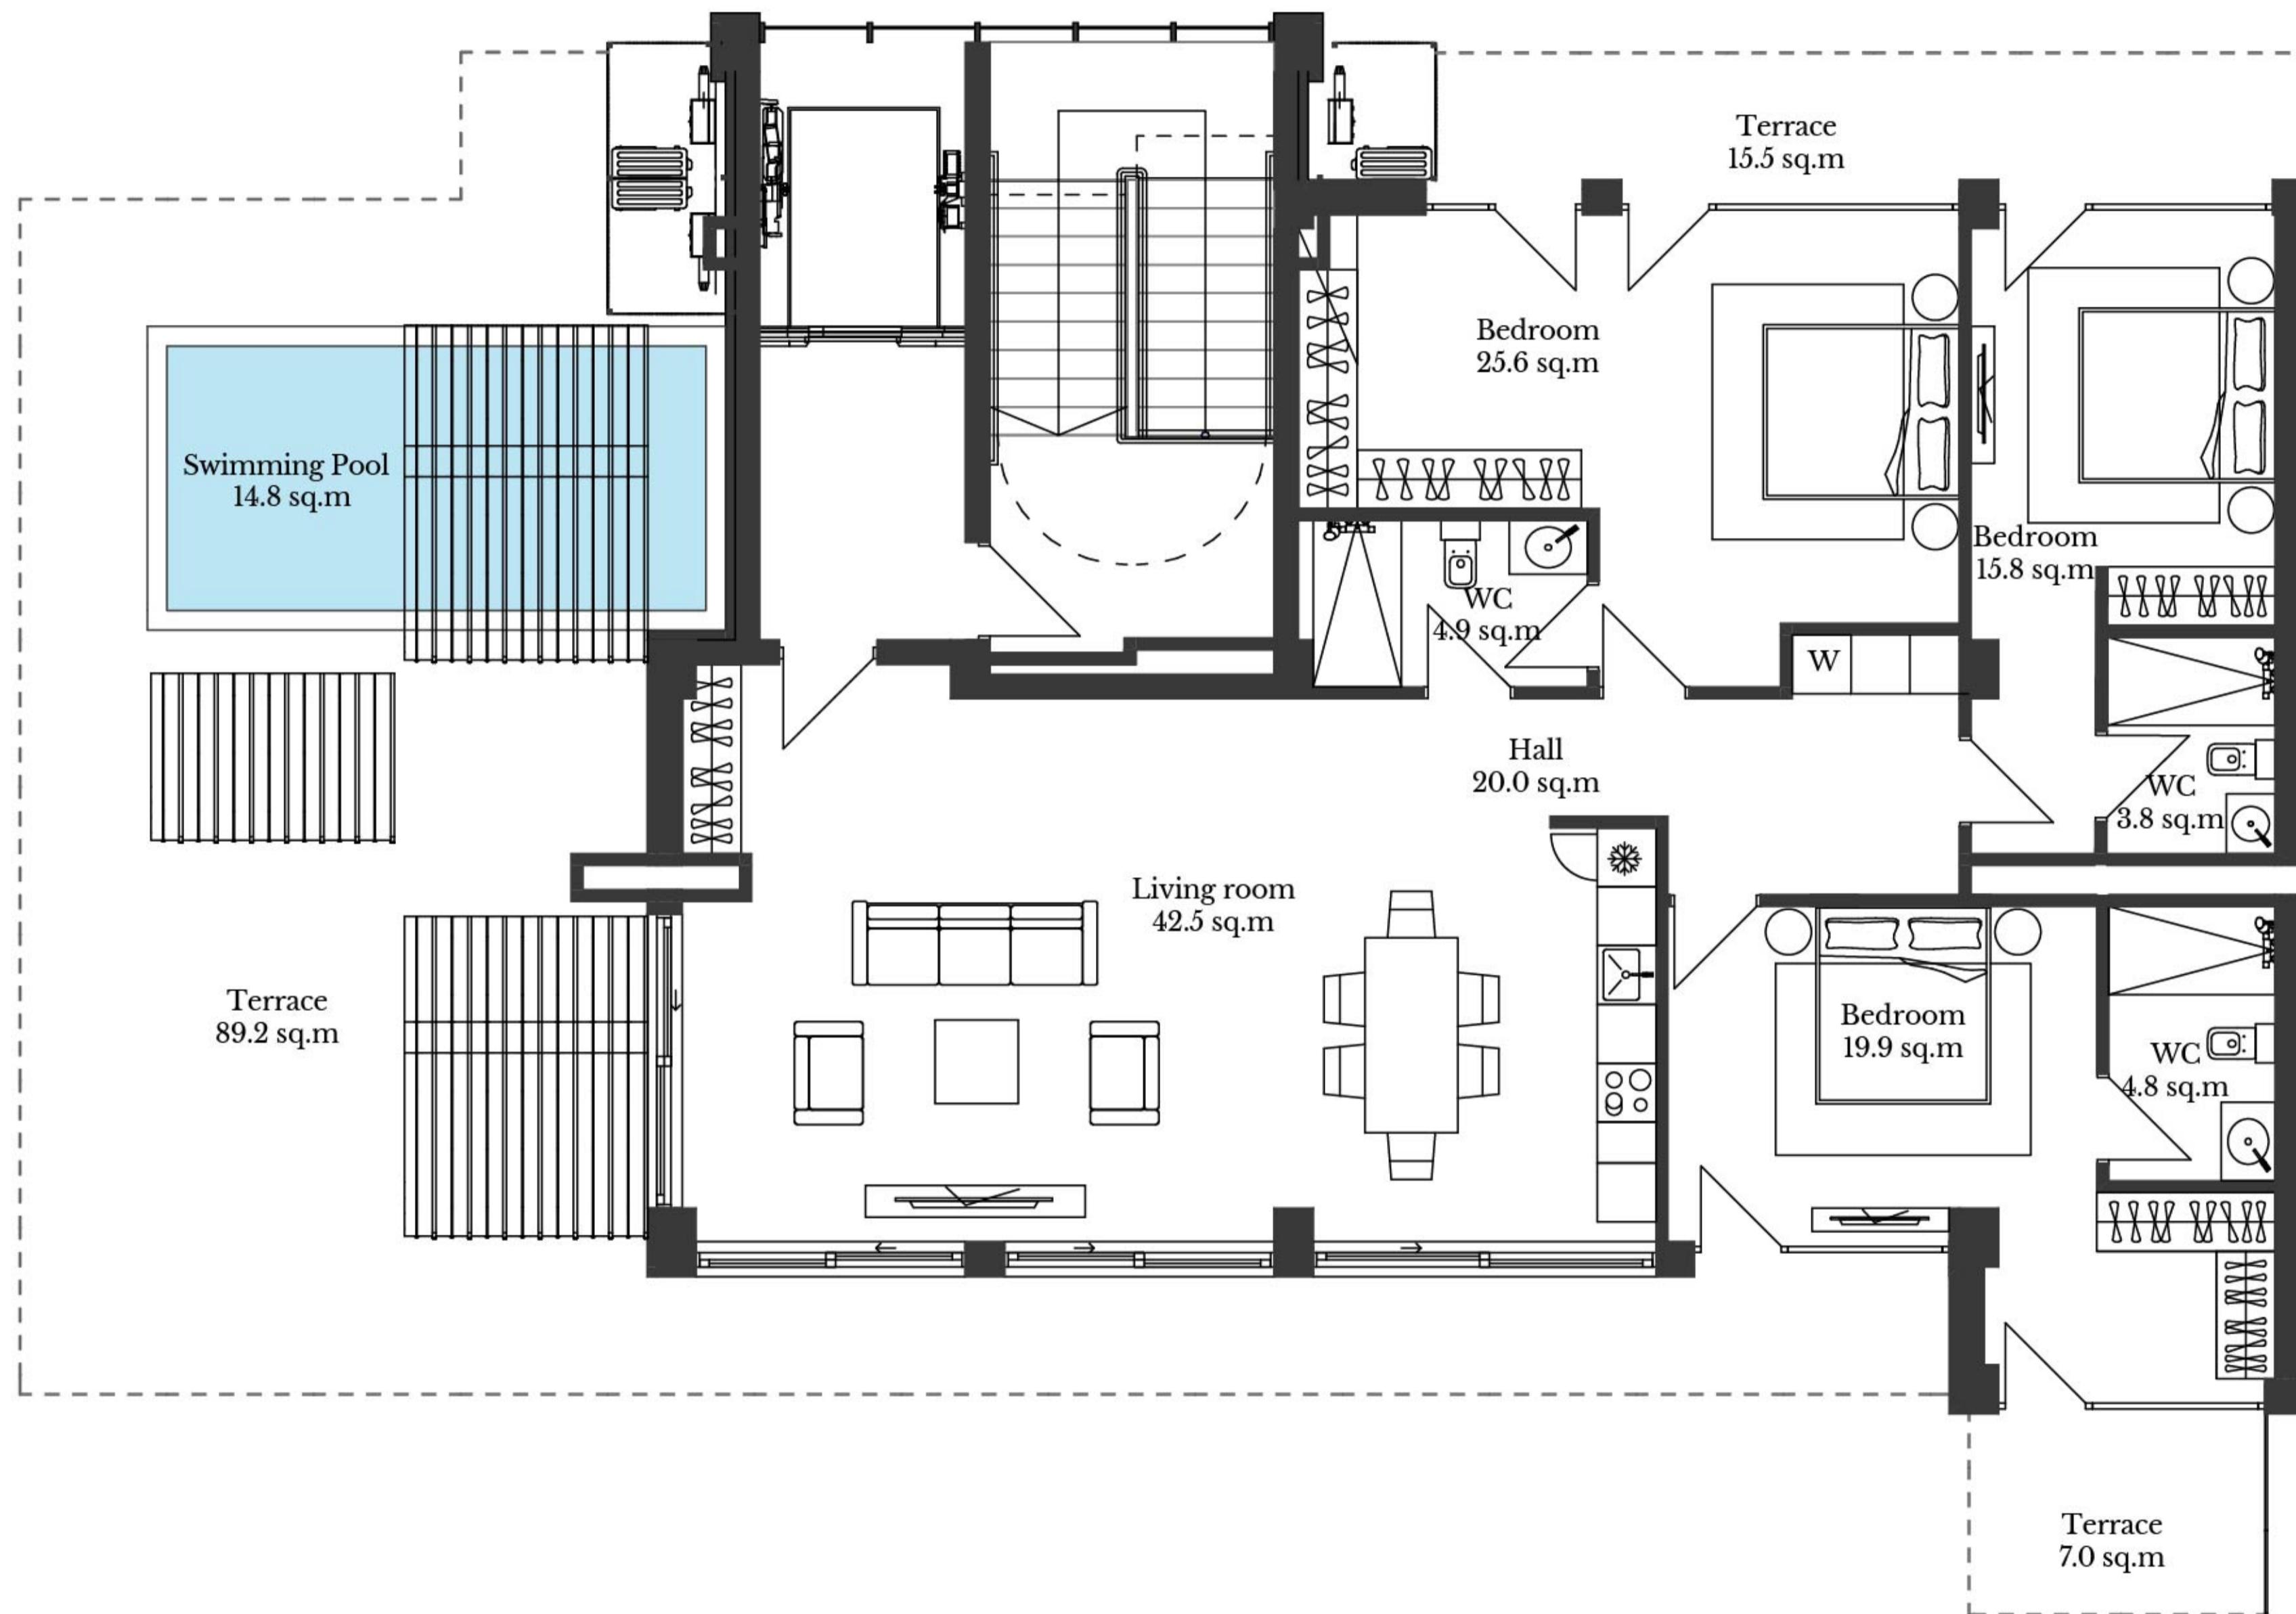 Terrace
15.5 sq.m
Bedroom
25.6 sq.m
Swimming Pool
14.8 sq.m
Bedroom
15.8 sq.m
WC
4.9 sq.m
W
Hall
20.0 sq.m
WC
3.8 sq.m
Living room
42.5 sq.m
Terrace
89.2 sq.m
Bedroom
19.9 sq.m
WC
4.8 sq.m
Terrace
7.0 sq.m